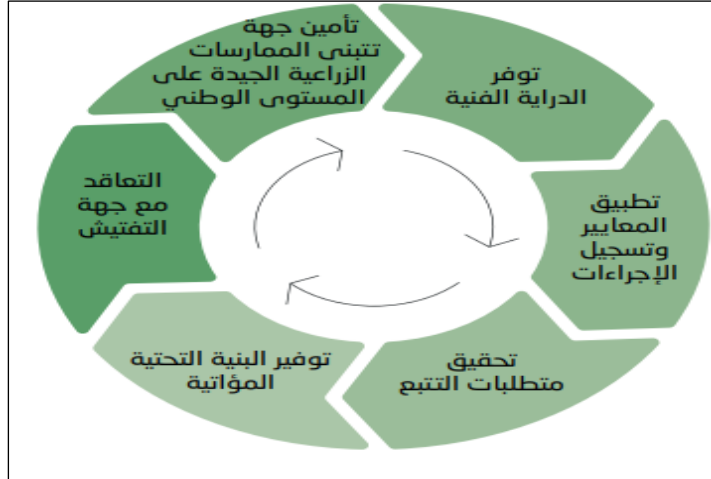 تأمين جهة
تتبنى الممارسات
الزراعية الجيدة على
المستوى الوطني
توفر
الدراية الفنية
تطبيق
المعايير
وتسجيل
الإجراءات
تحقيق
متطلبات التتبع
توفير البنية التحتية
المؤاتية
التعاقد
مع جهة
التفتيش